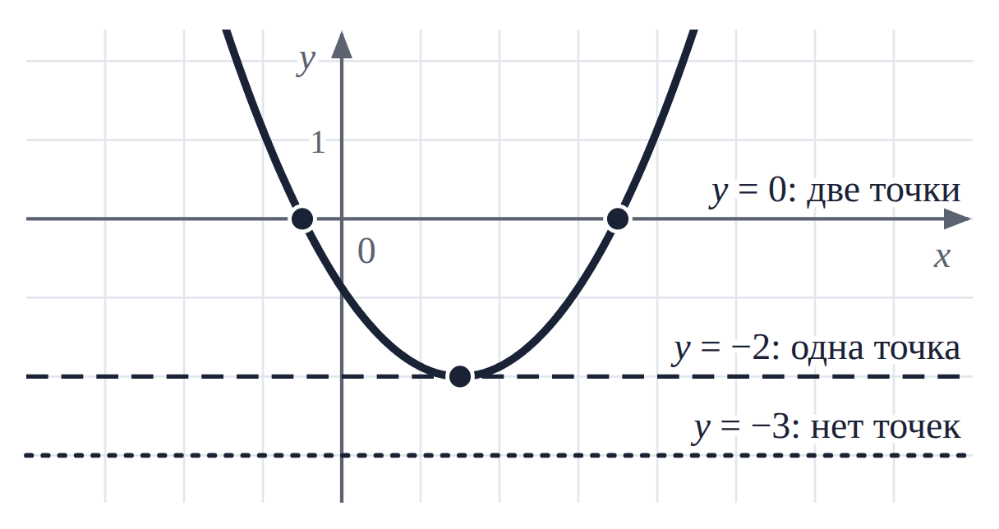 y
1
y = 0: две точки
0
x
y = −2: одна точка
y = −3: нет точек